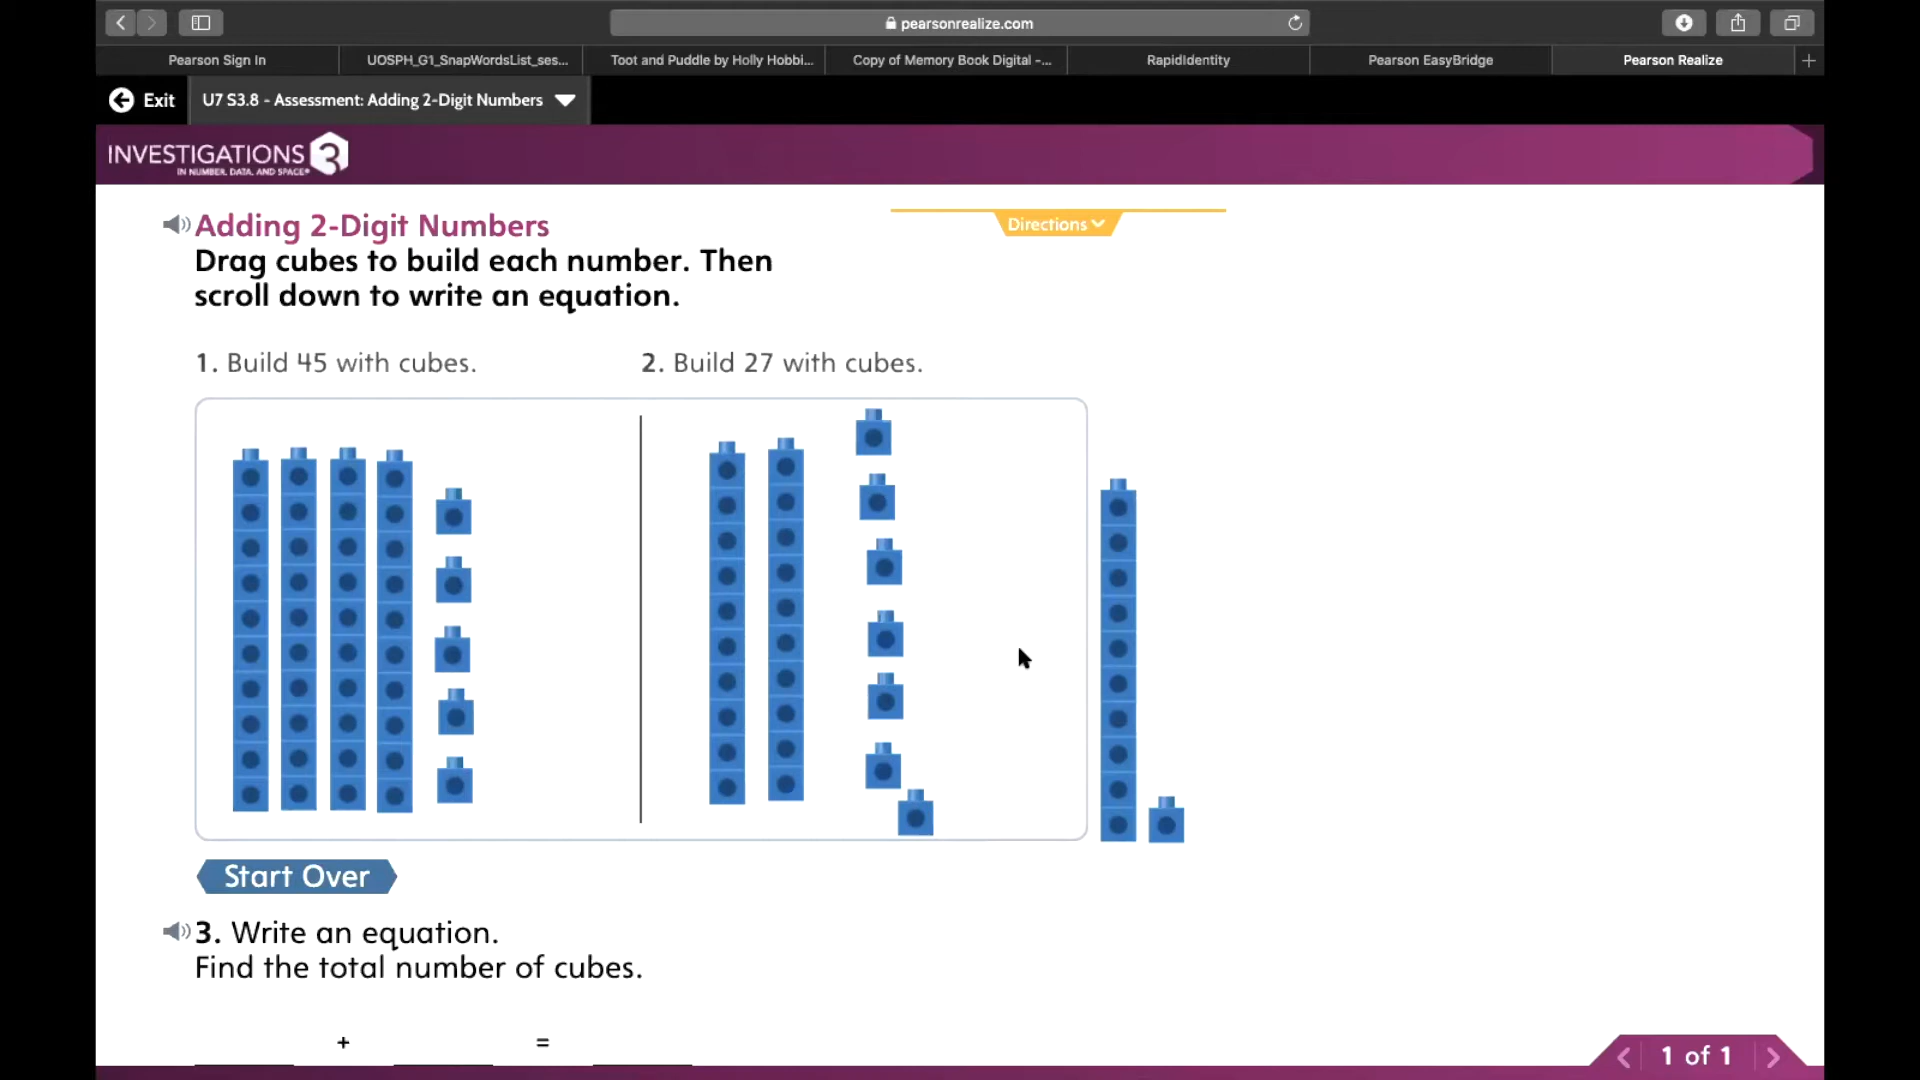 pearsonrealize.com
Pearson Sign In
UOSPH_G1_SnapWordsList_ses...
Toot and Puddle by Holly Hobbi...
Copy of Memory Book Digital -...
RapidIdentity
Pearson EasyBridge
Pearson Realize
Exit
U7 S3.8 - Assessment: Adding 2-Digit Numbers
INVESTIGATIONS 3
IN NUMBER, DATA, AND SPACE®
Adding 2-Digit Numbers
Directions
Drag cubes to build each number. Then
scroll down to write an equation.
1. Build 45 with cubes.
2. Build 27 with cubes.
Start Over
3. Write an equation.
Find the total number of cubes.
+ =
1 of 1